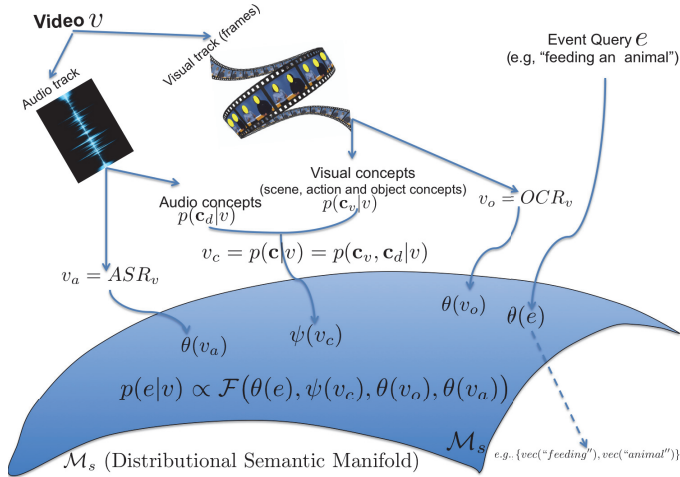 Video v
Visual track (frames)
Audio track
Event Query e
(e.g, “feeding an animal”)
Visual concepts
(scene, action and object concepts)
p(c_v|v)
Audio concepts
p(c_d|v)
v_o = OCR_v
v_c = p(c|v) = p(c_v, c_d|v)
v_a = ASR_v
θ(v_o)
θ(e)
ψ(v_c)
θ(v_a)
p(e|v) ∝ F(θ(e), ψ(v_c), θ(v_o), θ(v_a))
M_s
M_s (Distributional Semantic Manifold)
e.g., {vec(“feeding”), vec(“animal”)}